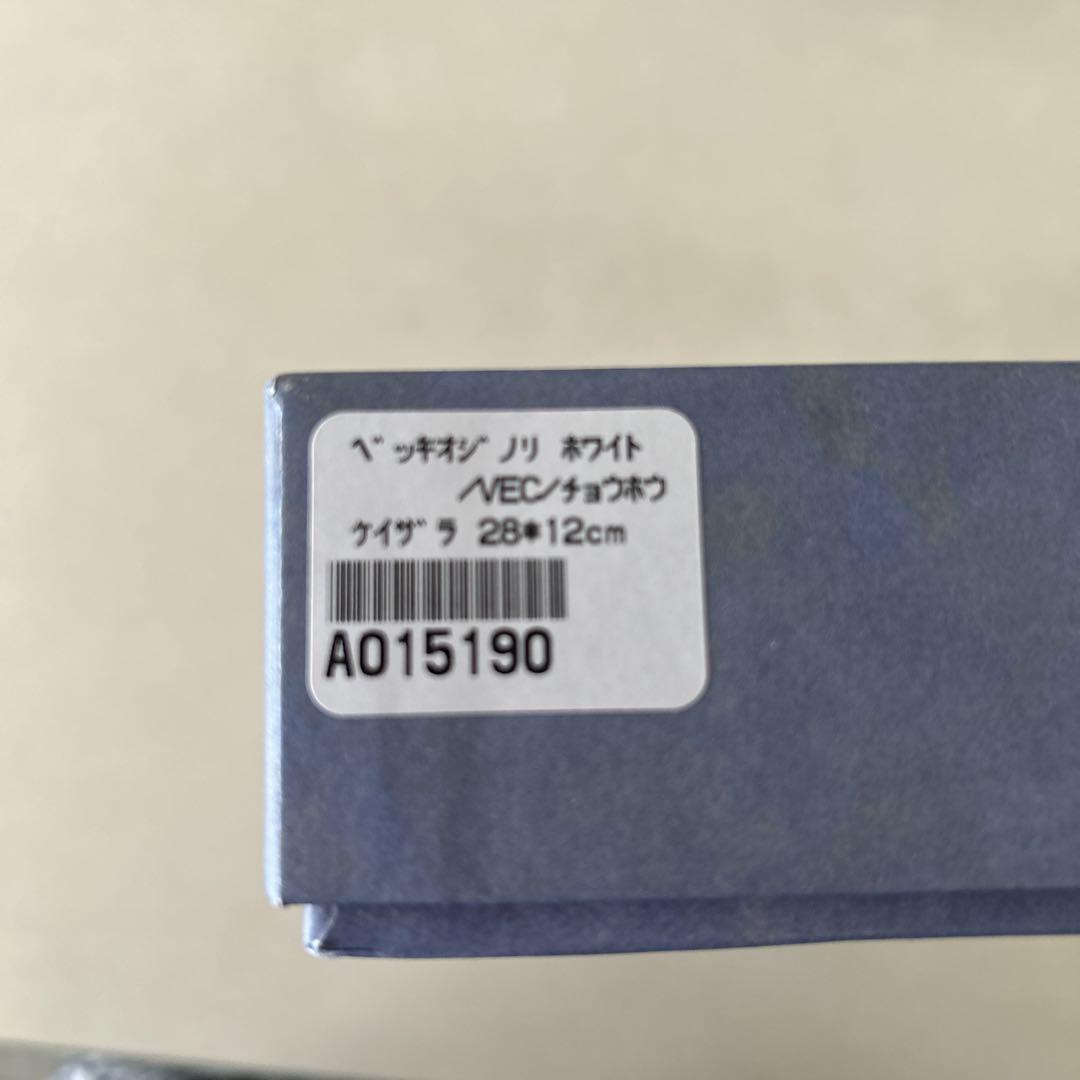 ﾍﾞｯｷｵｼﾞﾉﾘ ﾎﾜｲﾄ
/VEC/ﾁｮｳﾎｳ
ｹｲｻﾞﾗ 28*12cm
A015190